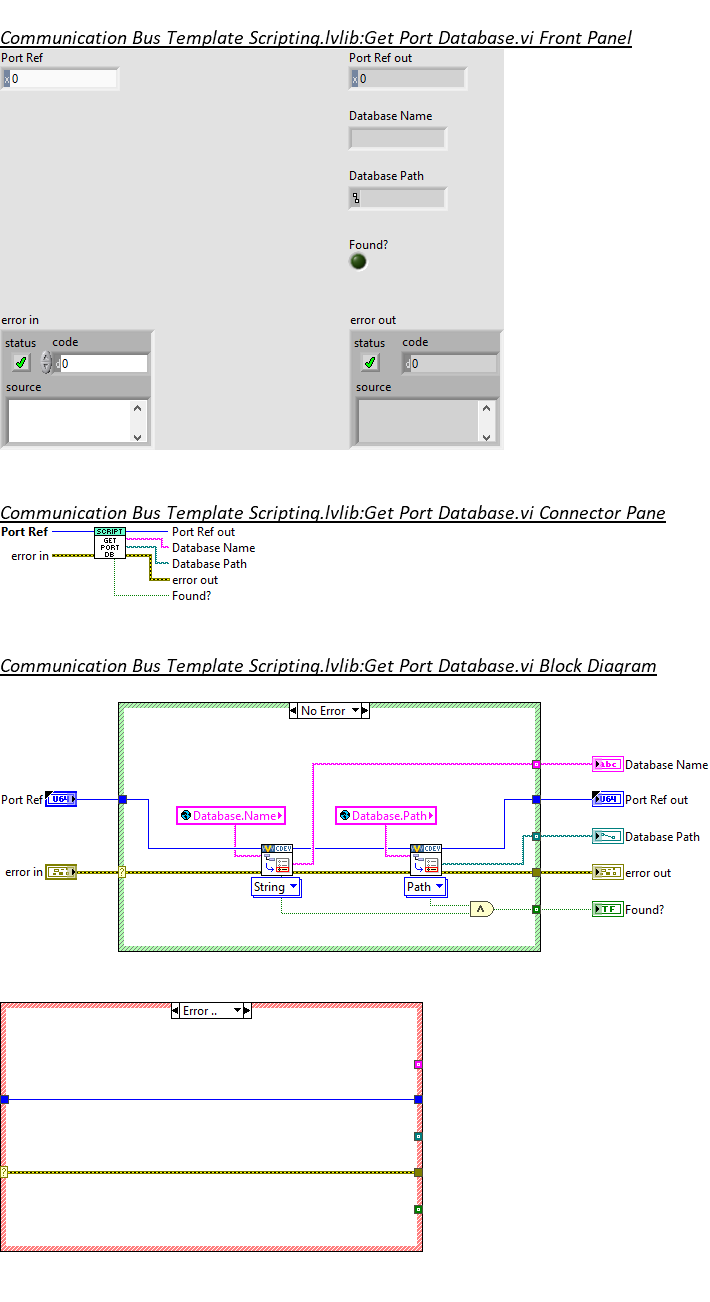 Communication Bus Template Scripting.lvlib:Get Port Database.vi Front Panel
Port Ref
Port Ref out
x 0
x 0
Database Name
Database Path
Found?
error in
error out
status code
status code
d 0
d 0
source
source
Communication Bus Template Scripting.lvlib:Get Port Database.vi Connector Pane
Port Ref
SCRIPT
GET
PORT
DB
Port Ref out
error in
Database Name
Database Path
error out
Found?
Communication Bus Template Scripting.lvlib:Get Port Database.vi Block Diagram
No Error
abc
Database Name
Port Ref
U64
U64
Port Ref out
Database.Name
Database.Path
Database Path
CDEV
CDEV
error in
?
error out
String
Path
TF
Found?
Error ..
?